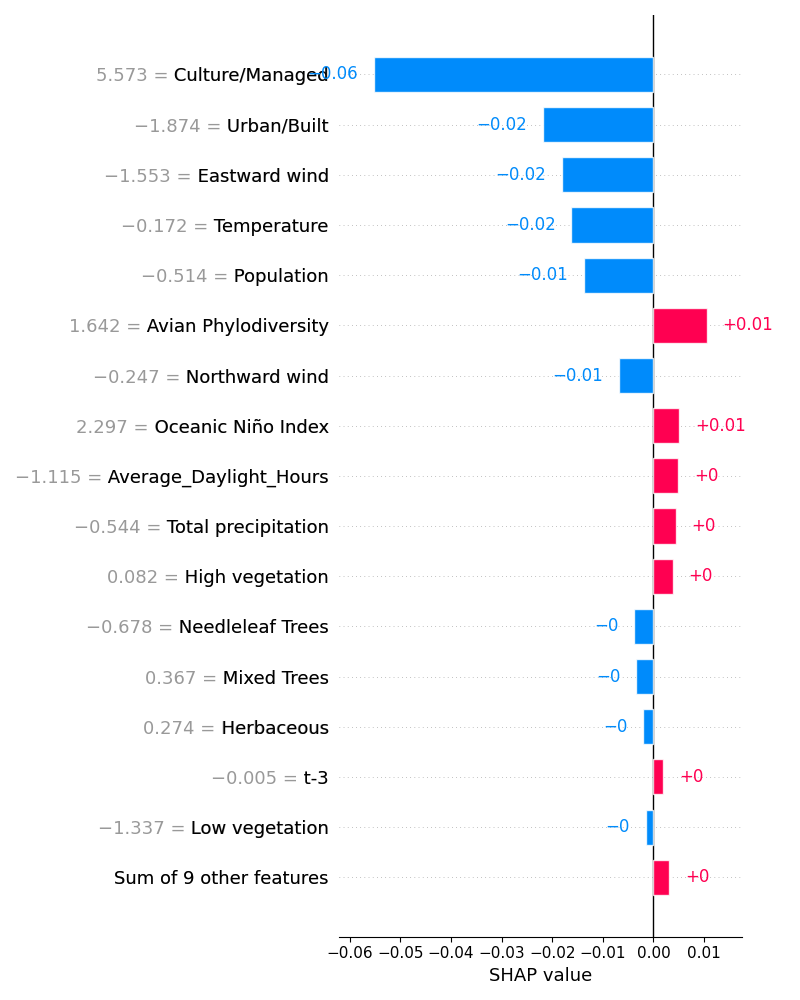 5.573 = Culture/Managed −0.06
−1.874 = Urban/Built −0.02
−1.553 = Eastward wind −0.02
−0.172 = Temperature −0.02
−0.514 = Population −0.01
1.642 = Avian Phylodiversity +0.01
−0.247 = Northward wind −0.01
2.297 = Oceanic Niño Index +0.01
−1.115 = Average_Daylight_Hours +0
−0.544 = Total precipitation +0
0.082 = High vegetation +0
−0.678 = Needleleaf Trees −0
0.367 = Mixed Trees −0
0.274 = Herbaceous −0
−0.005 = t-3 +0
−1.337 = Low vegetation −0
Sum of 9 other features +0
−0.06 −0.05 −0.04 −0.03 −0.02 −0.01 0.00 0.01
SHAP value